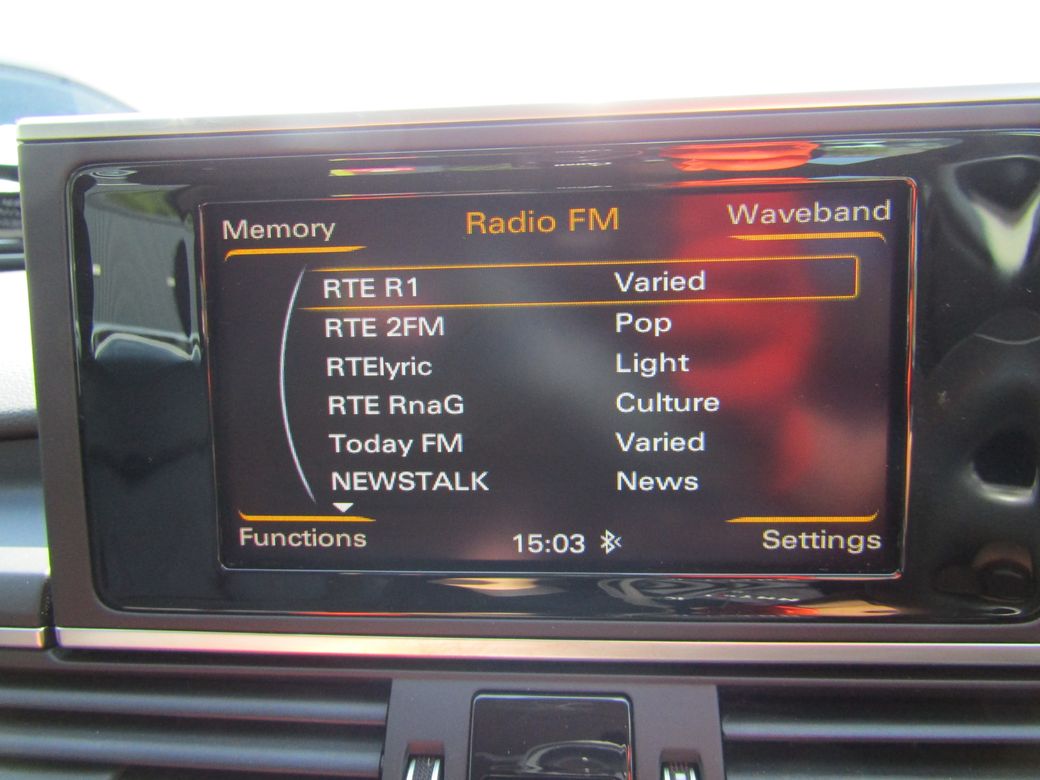 Memory Radio FM Waveband
RTE R1 Varied
RTE 2FM Pop
RTElyric Light
RTE RnaG Culture
Today FM Varied
NEWSTALK News
Functions 15:03 Settings